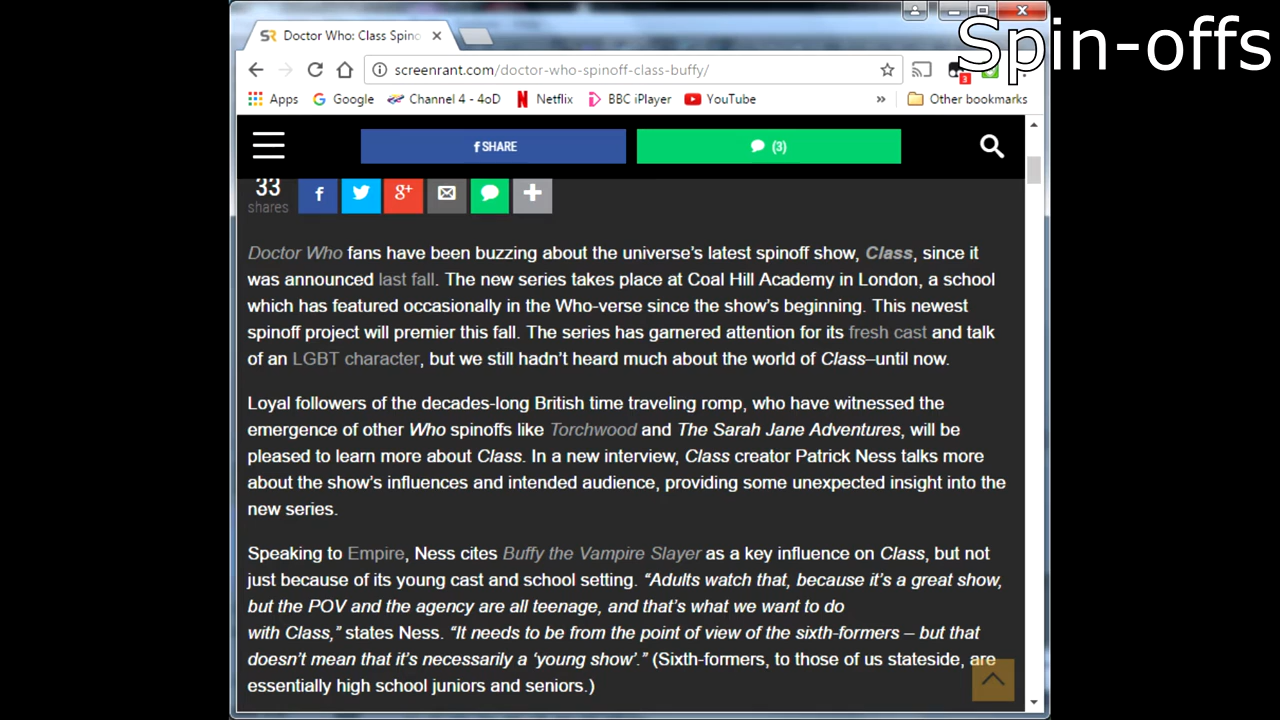 Spin-offs
Doctor Who: Class Spino
screenrant.com/doctor-who-spinoff-class-buffy/
3
Apps Google Channel 4 - 4oD Netflix BBC iPlayer YouTube » Other bookmarks
f SHARE (3)
33
shares
f g+ +
Doctor Who fans have been buzzing about the universe’s latest spinoff show, Class, since it
was announced last fall. The new series takes place at Coal Hill Academy in London, a school
which has featured occasionally in the Who-verse since the show’s beginning. This newest
spinoff project will premier this fall. The series has garnered attention for its fresh cast and talk
of an LGBT character, but we still hadn’t heard much about the world of Class–until now.
Loyal followers of the decades-long British time traveling romp, who have witnessed the
emergence of other Who spinoffs like Torchwood and The Sarah Jane Adventures, will be
pleased to learn more about Class. In a new interview, Class creator Patrick Ness talks more
about the show’s influences and intended audience, providing some unexpected insight into the
new series.
Speaking to Empire, Ness cites Buffy the Vampire Slayer as a key influence on Class, but not
just because of its young cast and school setting. “Adults watch that, because it’s a great show,
but the POV and the agency are all teenage, and that’s what we want to do
with Class,” states Ness. “It needs to be from the point of view of the sixth-formers – but that
doesn’t mean that it’s necessarily a ‘young show’.” (Sixth-formers, to those of us stateside, are
essentially high school juniors and seniors.)